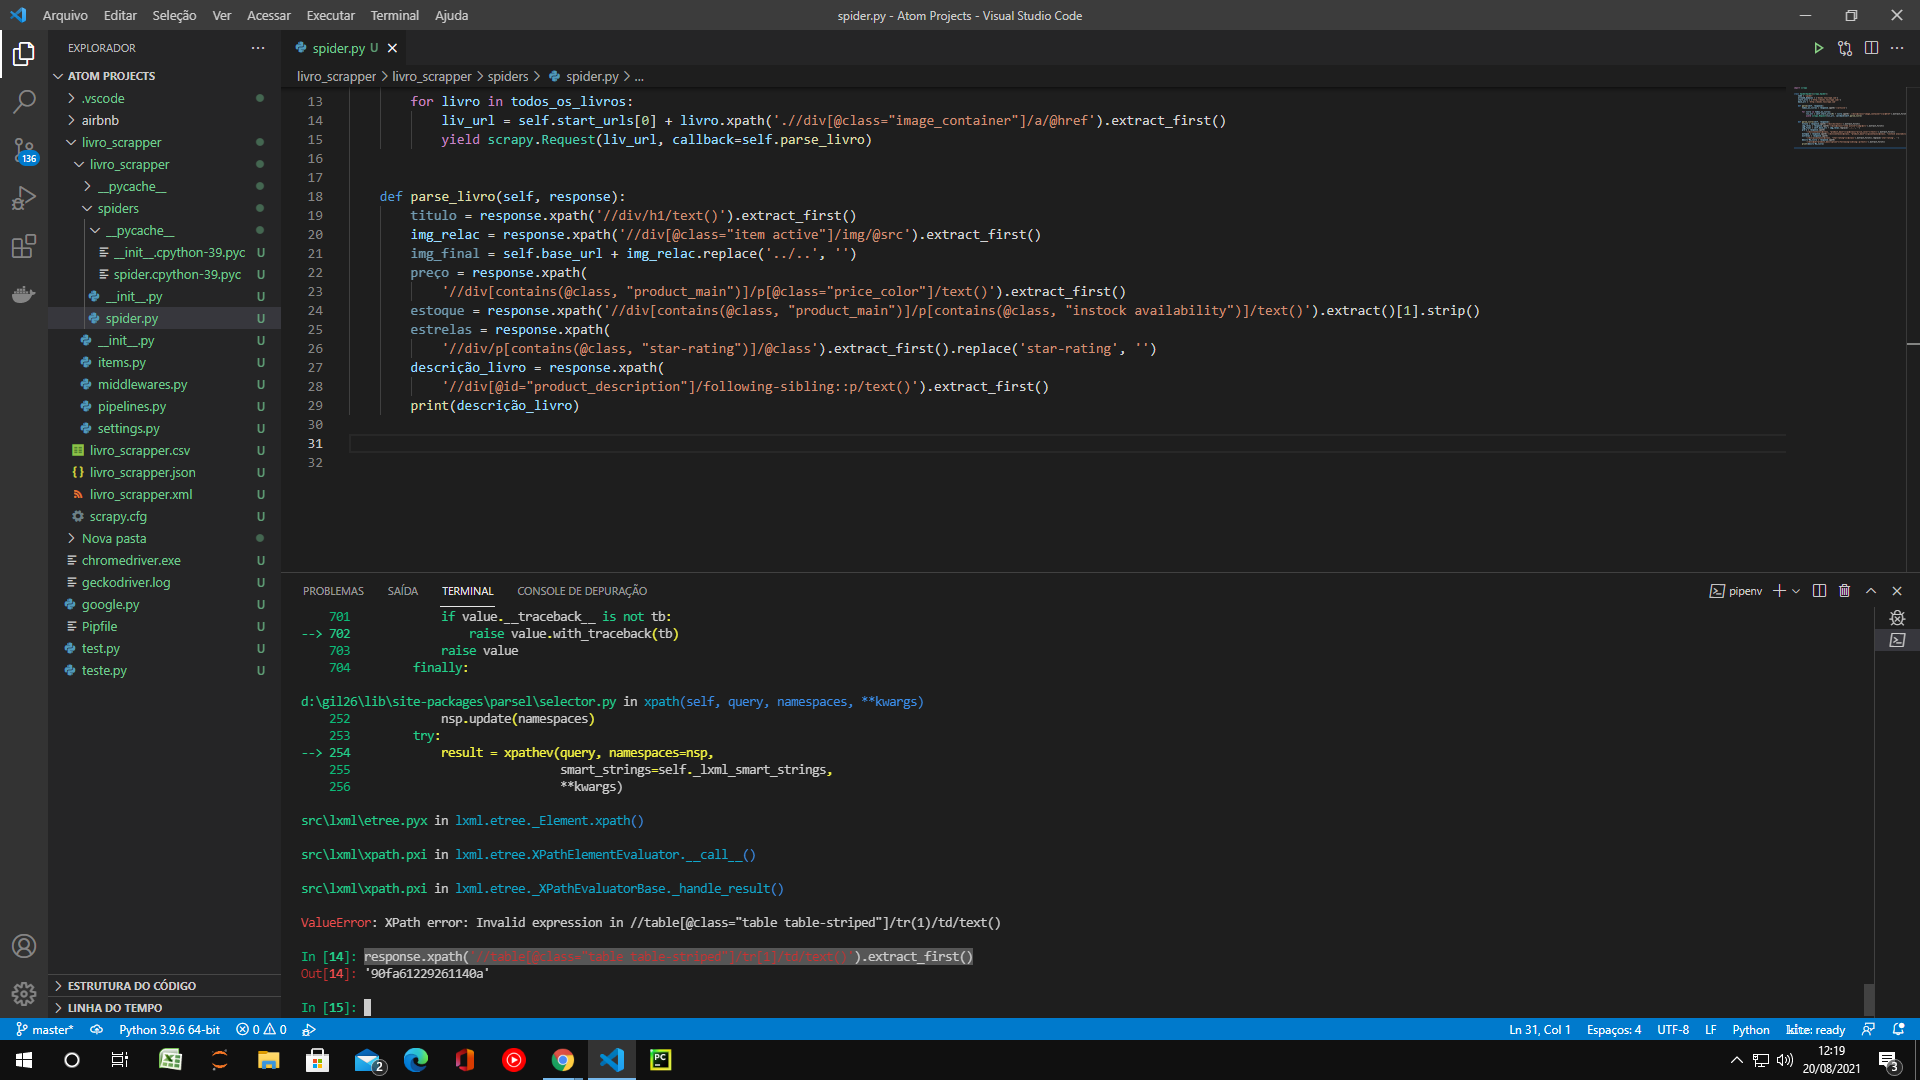 Arquivo Editar Seleção Ver Acessar Executar Terminal Ajuda
spider.py - Atom Projects - Visual Studio Code
EXPLORADOR
ATOM PROJECTS
.vscode
airbnb
livro_scrapper
livro_scrapper
__pycache__
spiders
__pycache__
__init__.cpython-39.pyc U
spider.cpython-39.pyc U
__init__.py U
spider.py U
__init__.py U
items.py U
middlewares.py U
pipelines.py U
settings.py U
livro_scrapper.csv U
livro_scrapper.json U
livro_scrapper.xml U
scrapy.cfg U
Nova pasta
chromedriver.exe U
geckodriver.log U
google.py U
Pipfile U
test.py U
teste.py U
ESTRUTURA DO CÓDIGO
LINHA DO TEMPO
136
spider.py U
livro_scrapper > livro_scrapper > spiders > spider.py > ...
13 for livro in todos_os_livros:
14 liv_url = self.start_urls[0] + livro.xpath('.//div[@class="image_container"]/a/@href').extract_first()
15 yield scrapy.Request(liv_url, callback=self.parse_livro)
16
17
18 def parse_livro(self, response):
19 titulo = response.xpath('//div/h1/text()').extract_first()
20 img_relac = response.xpath('//div[@class="item active"]/img/@src').extract_first()
21 img_final = self.base_url + img_relac.replace('../..', '')
22 preço = response.xpath(
23 '//div[contains(@class, "product_main")]/p[@class="price_color"]/text()').extract_first()
24 estoque = response.xpath('//div[contains(@class, "product_main")]/p[contains(@class, "instock availability")]/text()').extract()[1].strip()
25 estrelas = response.xpath(
26 '//div/p[contains(@class, "star-rating")]/@class').extract_first().replace('star-rating', '')
27 descrição_livro = response.xpath(
28 '//div[@id="product_description"]/following-sibling::p/text()').extract_first()
29 print(descrição_livro)
30
31
32
PROBLEMAS SAÍDA TERMINAL CONSOLE DE DEPURAÇÃO
pipenv
701 if value.__traceback__ is not tb:
--> 702 raise value.with_traceback(tb)
703 raise value
704 finally:
d:\gil26\lib\site-packages\parsel\selector.py in xpath(self, query, namespaces, **kwargs)
252 nsp.update(namespaces)
253 try:
--> 254 result = xpathev(query, namespaces=nsp,
255 smart_strings=self._lxml_smart_strings,
256 **kwargs)
src\lxml\etree.pyx in lxml.etree._Element.xpath()
src\lxml\xpath.pxi in lxml.etree.XPathElementEvaluator.__call__()
src\lxml\xpath.pxi in lxml.etree._XPathEvaluatorBase._handle_result()
ValueError: XPath error: Invalid expression in //table[@class="table table-striped"]/tr(1)/td/text()
In [14]: response.xpath('//table[@class="table table-striped"]/tr[1]/td/text()').extract_first()
Out[14]: '90fa61229261140a'
In [15]:
master* Python 3.9.6 64-bit 0 0
Ln 31, Col 1 Espaços: 4 UTF-8 LF Python kite: ready
2
PC
12:19
20/08/2021
3